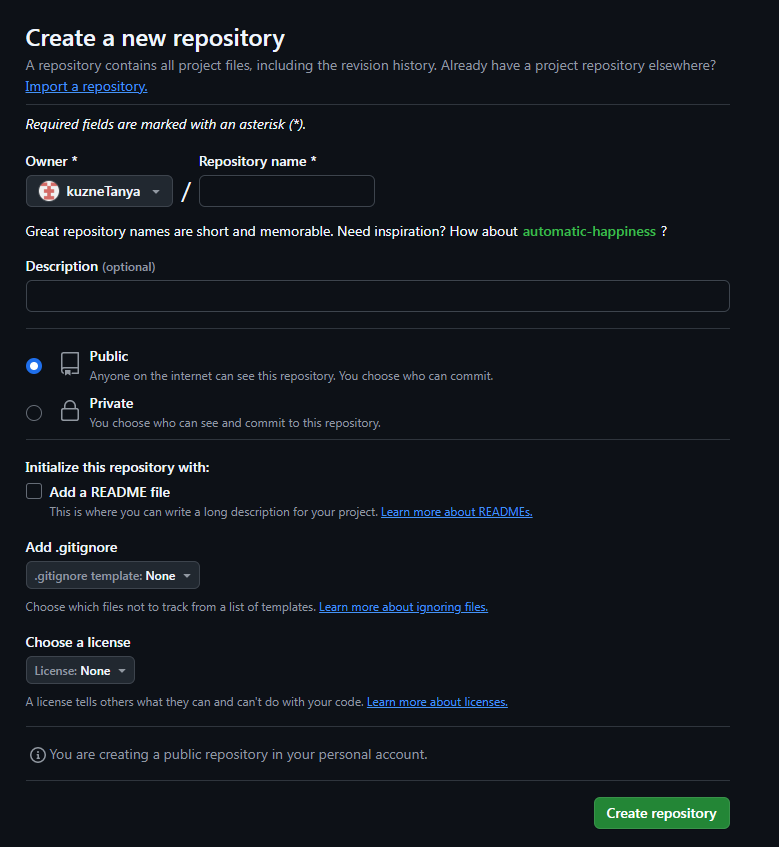 Create a new repository
A repository contains all project files, including the revision history. Already have a project repository elsewhere?
Import a repository.
Required fields are marked with an asterisk (*).
Owner * Repository name *
kuzneTanya /
Great repository names are short and memorable. Need inspiration? How about automatic-happiness ?
Description (optional)
Public
Anyone on the internet can see this repository. You choose who can commit.
Private
You choose who can see and commit to this repository.
Initialize this repository with:
Add a README file
This is where you can write a long description for your project. Learn more about READMEs.
Add .gitignore
.gitignore template: None
Choose which files not to track from a list of templates. Learn more about ignoring files.
Choose a license
License: None
A license tells others what they can and can't do with your code. Learn more about licenses.
You are creating a public repository in your personal account.
Create repository